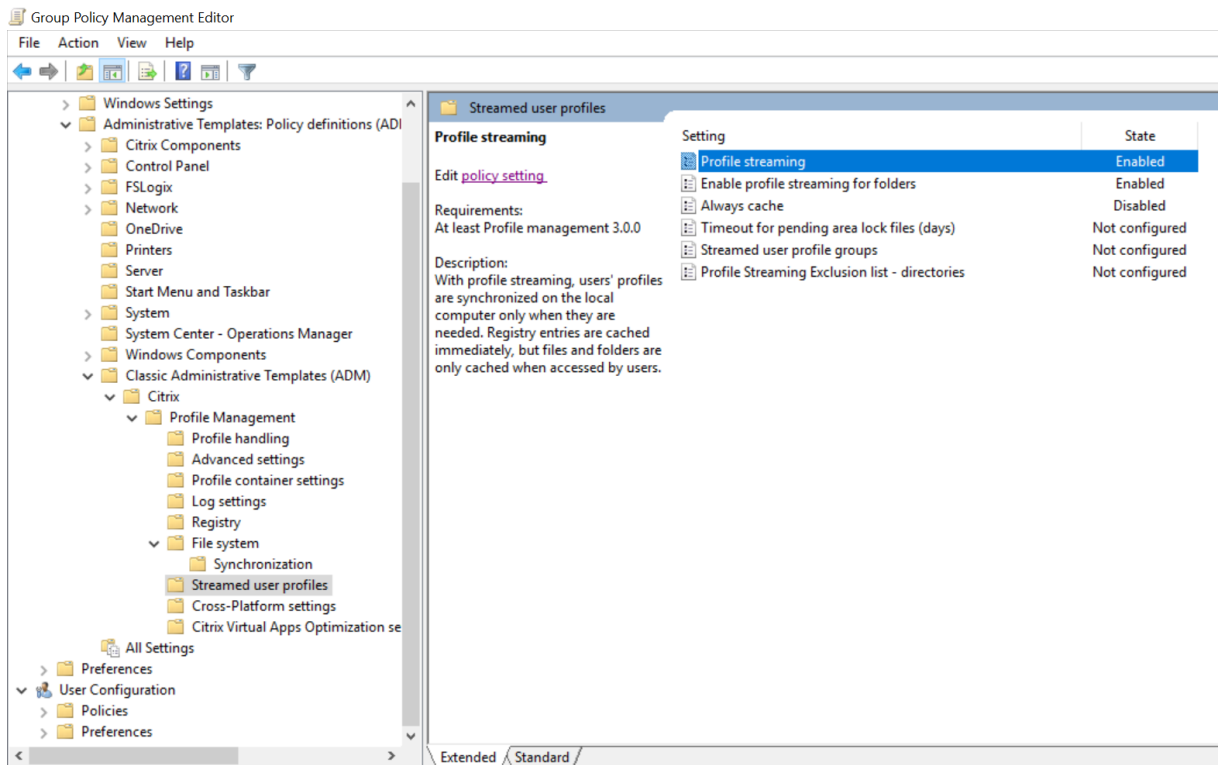 Group Policy Management Editor
File Action View Help
Windows Settings
Administrative Templates: Policy definitions (ADI
Citrix Components
Control Panel
FSLogix
Network
OneDrive
Printers
Server
Start Menu and Taskbar
System
System Center - Operations Manager
Windows Components
Classic Administrative Templates (ADM)
Citrix
Profile Management
Profile handling
Advanced settings
Profile container settings
Log settings
Registry
File system
Synchronization
Streamed user profiles
Cross-Platform settings
Citrix Virtual Apps Optimization se
All Settings
Preferences
User Configuration
Policies
Preferences
Streamed user profiles
Profile streaming
Edit policy setting
Requirements:
At least Profile management 3.0.0
Description:
With profile streaming, users' profiles
are synchronized on the local
computer only when they are
needed. Registry entries are cached
immediately, but files and folders are
only cached when accessed by users.
Setting State
Profile streaming Enabled
Enable profile streaming for folders Enabled
Always cache Disabled
Timeout for pending area lock files (days) Not configured
Streamed user profile groups Not configured
Profile Streaming Exclusion list - directories Not configured
Extended Standard